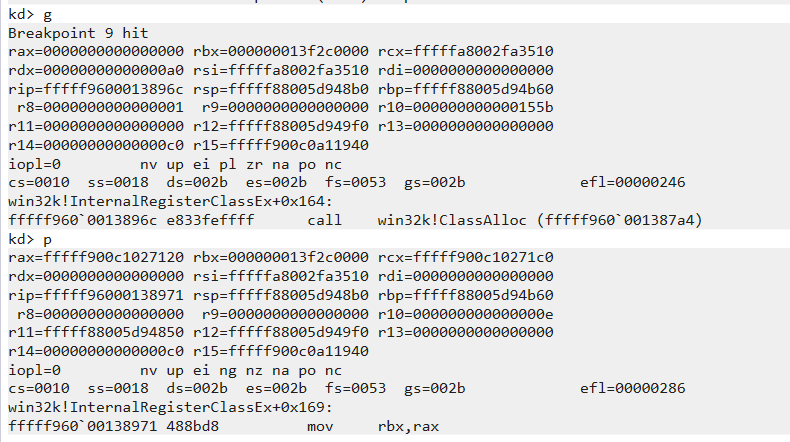 kd> g
Breakpoint 9 hit
rax=0000000000000000 rbx=000000013f2c0000 rcx=fffffa8002fa3510
rdx=00000000000000a0 rsi=fffffa8002fa3510 rdi=0000000000000000
rip=fffff9600013896c rsp=fffff88005d948b0 rbp=fffff88005d94b60
r8=0000000000000001 r9=0000000000000000 r10=000000000000155b
r11=0000000000000000 r12=fffff88005d949f0 r13=0000000000000000
r14=00000000000000c0 r15=fffff900c0a11940
iopl=0 nv up ei pl zr na po nc
cs=0010 ss=0018 ds=002b es=002b fs=0053 gs=002b efl=00000246
win32k!InternalRegisterClassEx+0x164:
fffff960`0013896c e833feffff call win32k!ClassAlloc (fffff960`001387a4)
kd> p
rax=fffff900c1027120 rbx=000000013f2c0000 rcx=fffff900c10271c0
rdx=0000000000000000 rsi=fffffa8002fa3510 rdi=0000000000000000
rip=fffff96000138971 rsp=fffff88005d948b0 rbp=fffff88005d94b60
r8=0000000000000000 r9=0000000000000000 r10=000000000000000e
r11=fffff88005d94850 r12=fffff88005d949f0 r13=0000000000000000
r14=00000000000000c0 r15=fffff900c0a11940
iopl=0 nv up ei ng nz na po nc
cs=0010 ss=0018 ds=002b es=002b fs=0053 gs=002b efl=00000286
win32k!InternalRegisterClassEx+0x169:
fffff960`00138971 488bd8 mov rbx,rax